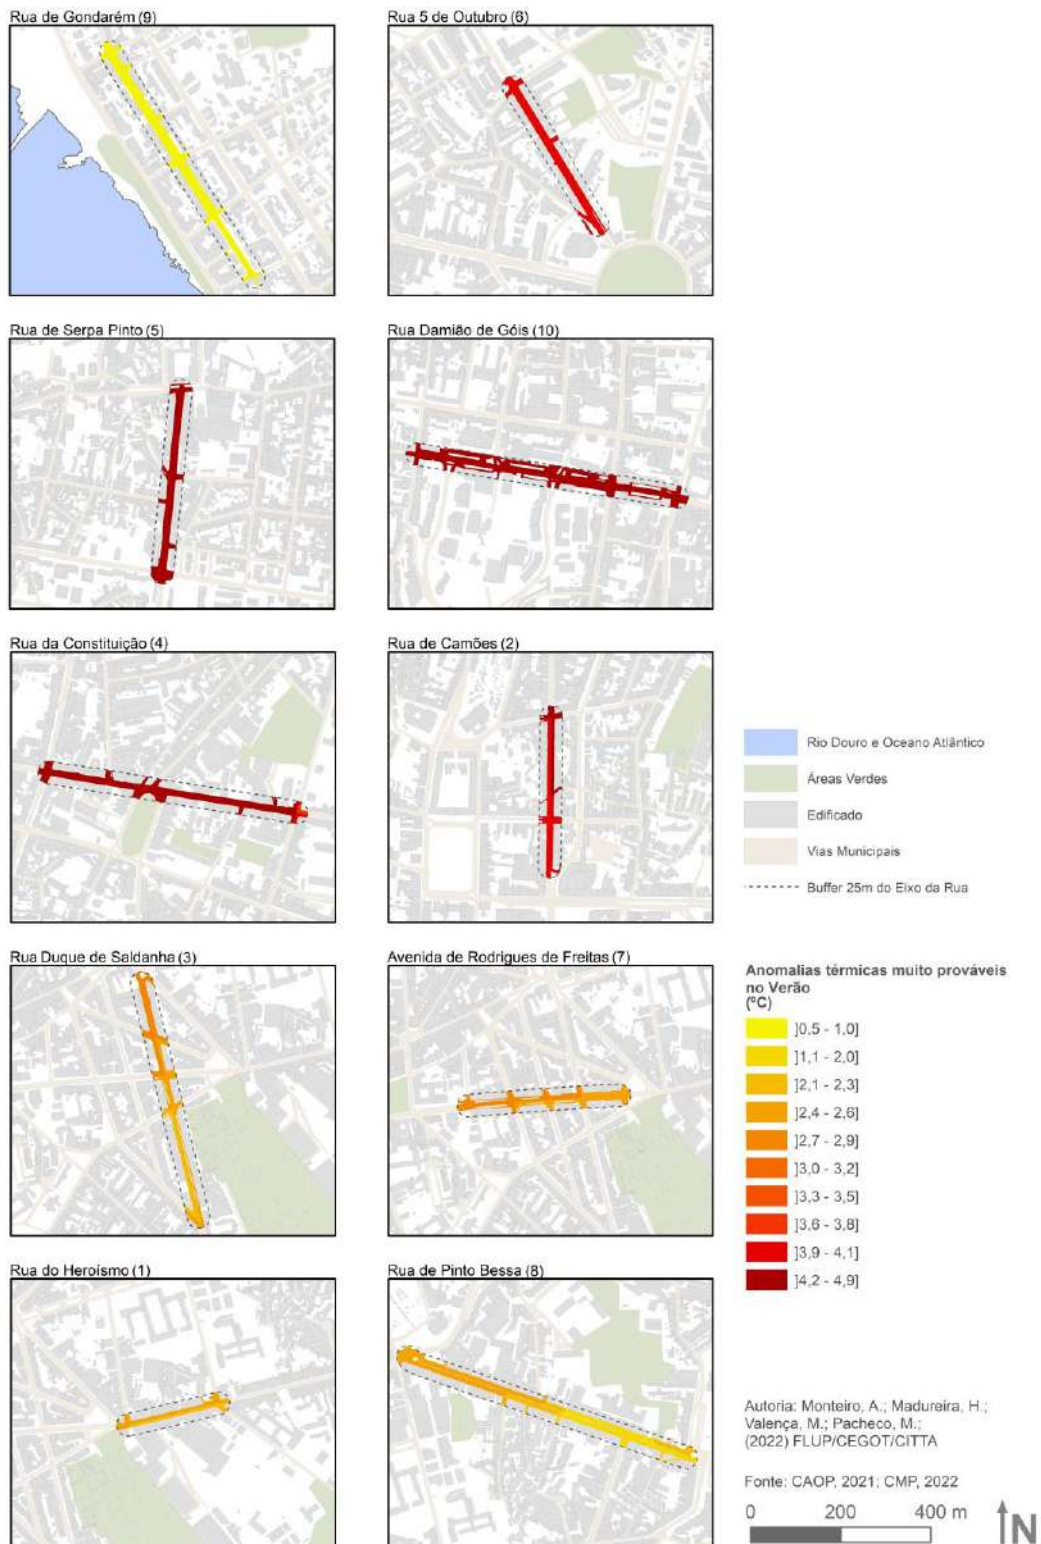 Rua de Gondarém (9)
Rua 5 de Outubro (6)
Rua de Serpa Pinto (5)
Rua Damião de Góis (10)
Rua da Constituição (4)
Rua de Camões (2)
Rio Douro e Oceano Atlântico
Áreas Verdes
Edificado
Vias Municipais
Buffer 25m do Eixo da Rua
Rua Duque de Saldanha (3)
Avenida de Rodrigues de Freitas (7)
Anomalias térmicas muito prováveis
no Verão
(ºC)
]0,5 - 1,0]
]1,1 - 2,0]
]2,1 - 2,3]
]2,4 - 2,6]
]2,7 - 2,9]
]3,0 - 3,2]
]3,3 - 3,5]
]3,6 - 3,8]
]3,9 - 4,1]
]4,2 - 4,9]
Rua do Heroísmo (1)
Rua de Pinto Bessa (8)
Autoria: Monteiro, A.; Madureira, H.;
Valença, M.; Pacheco, M.;
(2022) FLUP/CEGOT/CITTA
Fonte: CAOP, 2021; CMP, 2022
0 200 400 m
N